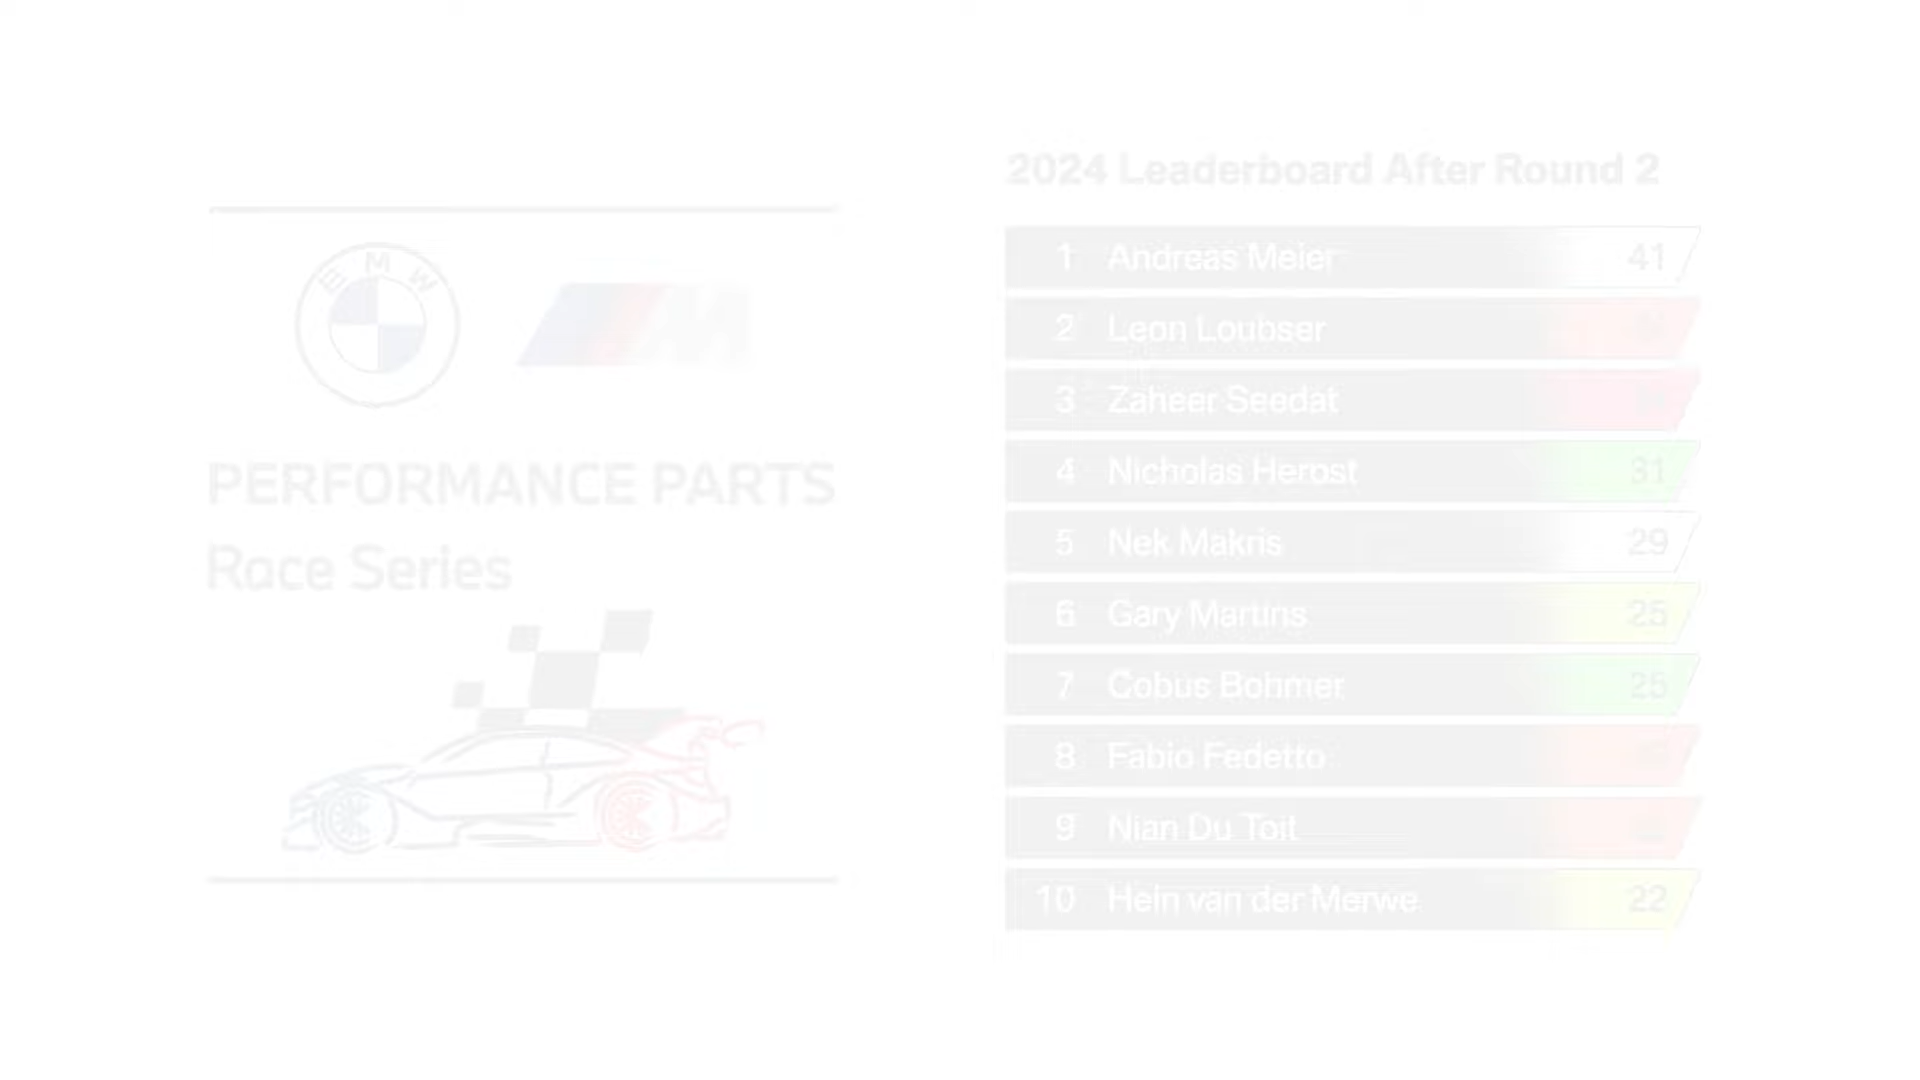 BMW
M
PERFORMANCE PARTS
Race Series
2024 Leaderboard After Round 2
1 Andreas Meier 41
2 Leon Loubser
3 Zaheer Seedat
4 Nicholas Herbst 31
5 Nek Makris 29
6 Gary Martins 25
7 Cobus Bohmer 25
8 Fabio Fedetto
9 Nian Du Toit
10 Hein van der Merwe 22